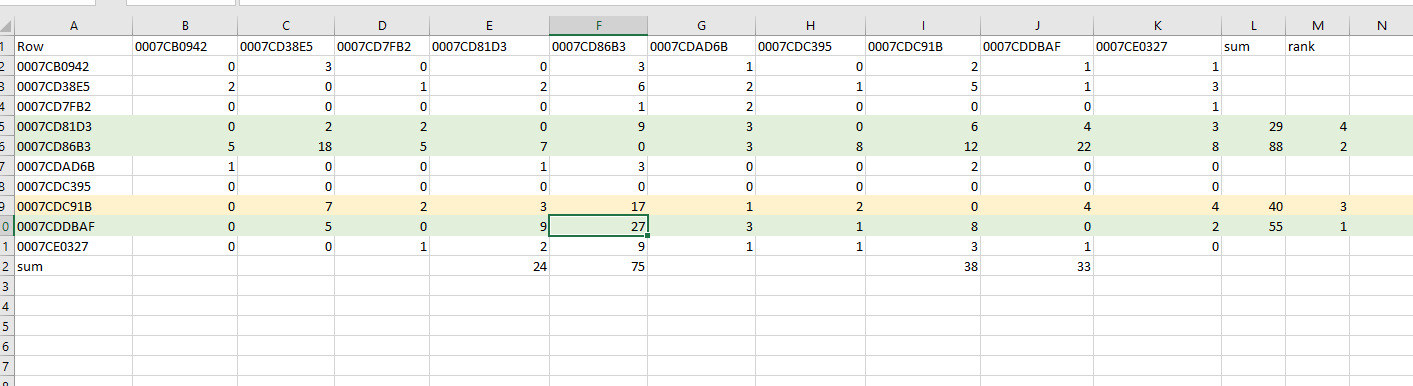 A B C D E F G H I J K L M N
1 Row 0007CB0942 0007CD38E5 0007CD7FB2 0007CD81D3 0007CD86B3 0007CDAD6B 0007CDC395 0007CDC91B 0007CDDBAF 0007CE0327 sum rank
2 0007CB0942 0 3 0 0 3 1 0 2 1 1
3 0007CD38E5 2 0 1 2 6 2 1 5 1 3
4 0007CD7FB2 0 0 0 0 1 2 0 0 0 1
5 0007CD81D3 0 2 2 0 9 3 0 6 4 3 29 4
6 0007CD86B3 5 18 5 7 0 3 8 12 22 8 88 2
7 0007CDAD6B 1 0 0 1 3 0 0 2 0 0
8 0007CDC395 0 0 0 0 0 0 0 0 0 0
9 0007CDC91B 0 7 2 3 17 1 2 0 4 4 40 3
0 0007CDDBAF 0 5 0 9 27 3 1 8 0 2 55 1
1 0007CE0327 0 0 1 2 9 1 1 3 1 0
2 sum 24 75 38 33
3
4
5
6
7